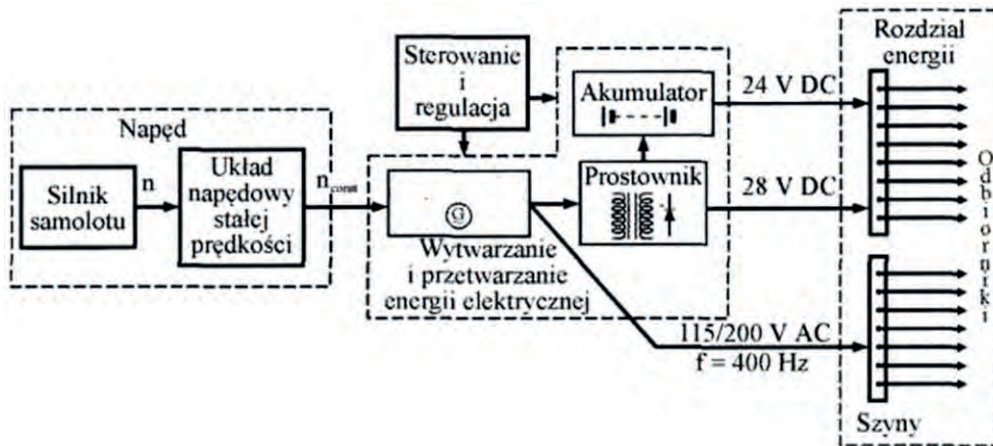 Napęd
Silnik
samolotu
n
Układ
napędowy
stałej
prędkości
n const
Sterowanie
i
regulacja
G
Wytwarzanie
i przetwarzanie
energii elektrycznej
Akumulator
Prostownik
24 V DC
28 V DC
115/200 V AC
f = 400 Hz
Rozdział
energii
Odbiorniki
Szyny